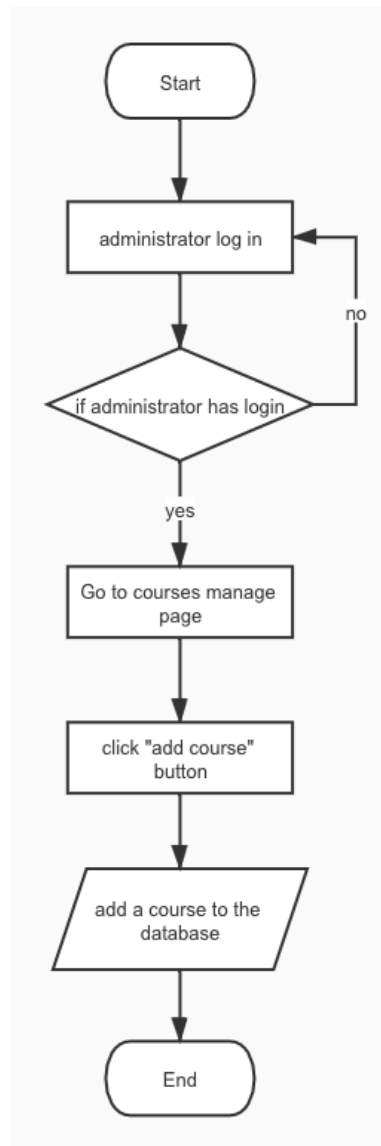 Start
administrator log in
no
if administrator has login
yes
Go to courses manage
page
click "add course"
button
add a course to the
database
End